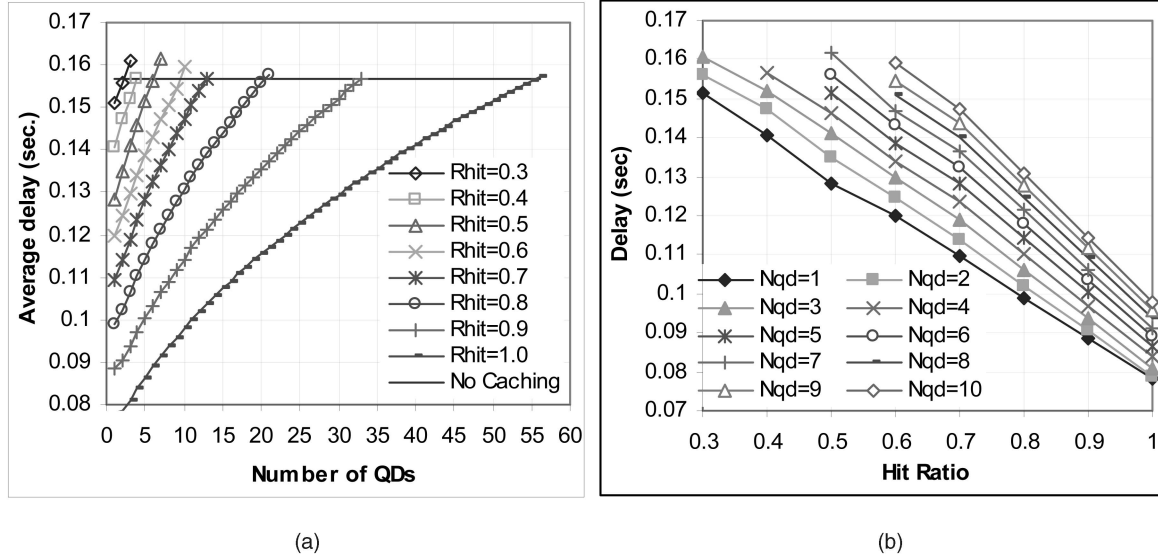 0.17
0.16
0.15
0.14
0.13
0.12
0.11
0.1
0.09
0.08
Average delay (sec.)
0 5 10 15 20 25 30 35 40 45 50 55 60
Number of QDs
Rhit=0.3
Rhit=0.4
Rhit=0.5
Rhit=0.6
Rhit=0.7
Rhit=0.8
Rhit=0.9
Rhit=1.0
No Caching
(a)
0.17
0.16
0.15
0.14
0.13
0.12
0.11
0.1
0.09
0.08
0.07
Delay (sec)
Nqd=1 Nqd=2
Nqd=3 Nqd=4
Nqd=5 Nqd=6
Nqd=7 Nqd=8
Nqd=9 Nqd=10
0.3 0.4 0.5 0.6 0.7 0.8 0.9 1
Hit Ratio
(b)